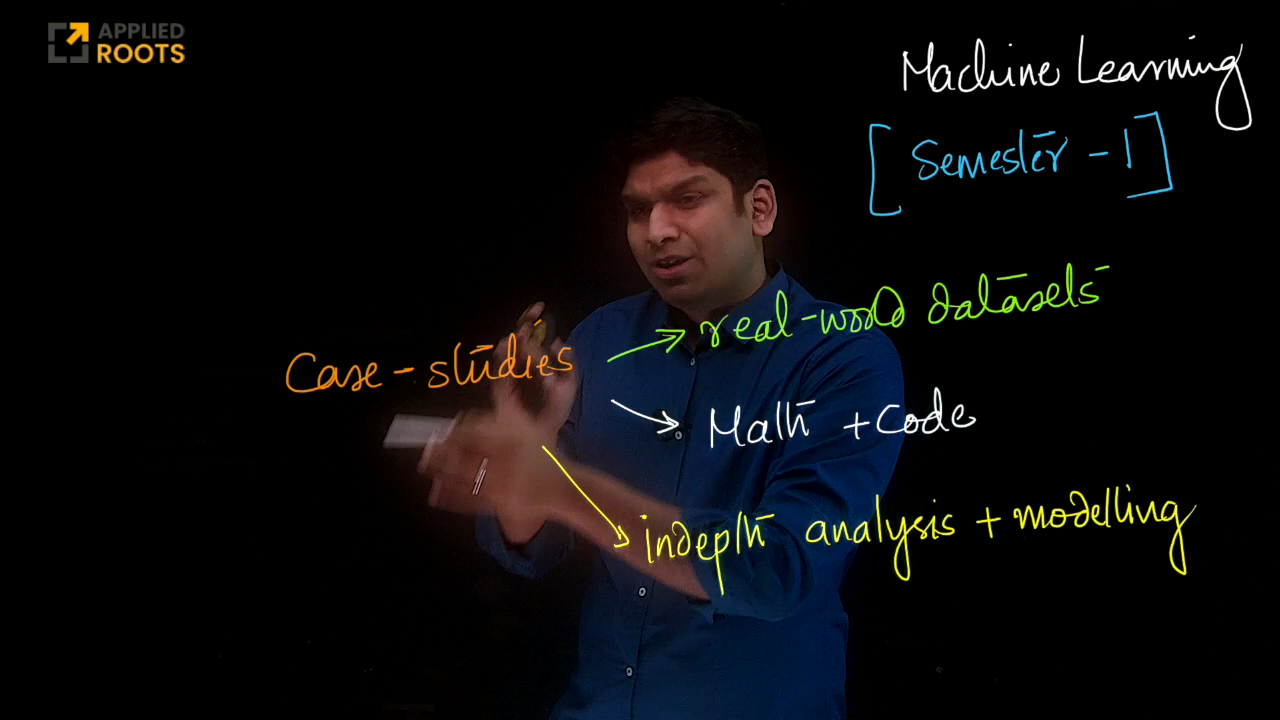 APPLIED
ROOTS
Machine Learning
[ Semester - 1 ]
Case - studies
→ real-world datasets
→ Math + Code
→ indepth analysis + modelling